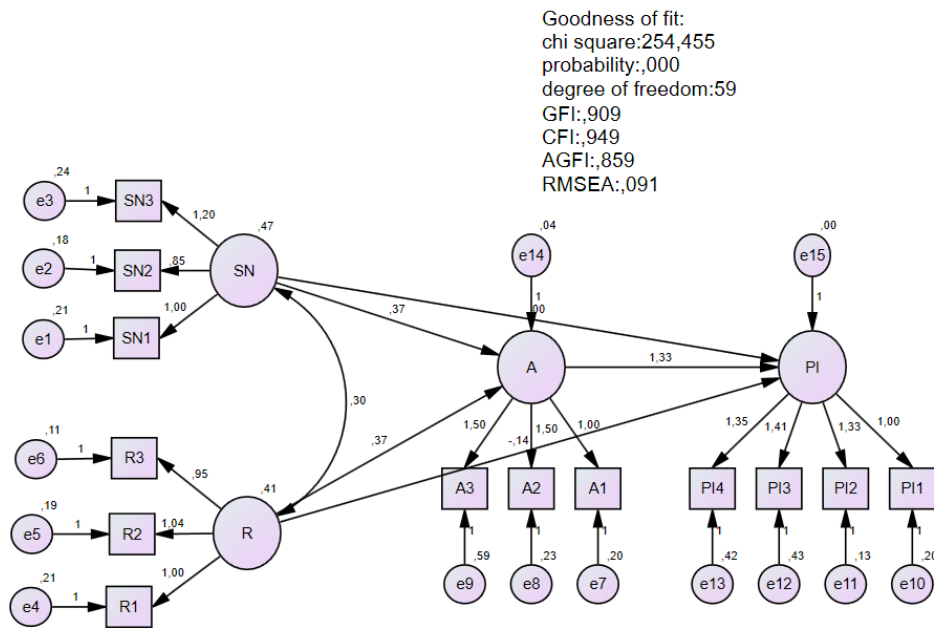 Goodness of fit:
chi square:254,455
probability:,000
degree of freedom:59
GFI:,909
CFI:,949
AGFI:,859
RMSEA:,091
,24
e3
1
SN3
1,20
,18
e2
1
SN2
,85
,21
e1
1
SN1
1,00
,47
SN
,04
e14
1
,00
e15
1
,37
,00
A
1,33
PI
,30
,11
e6
1
R3
,95
,37
,19
e5
1
R2
1,04
,41
R
,21
e4
1
R1
1,00
1,50
-,14
1,50
1,00
1,35
1,41
1,33
1,00
A3
A2
A1
PI4
PI3
PI2
PI1
1
1
1
1
1
1
1
,59
,23
,20
,42
,43
,13
,20
e9
e8
e7
e13
e12
e11
e10